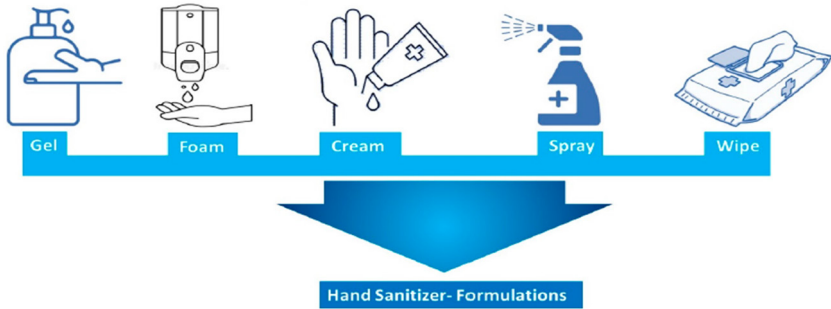 Gel
Foam
Cream
Spray
Wipe
Hand Sanitizer- Formulations